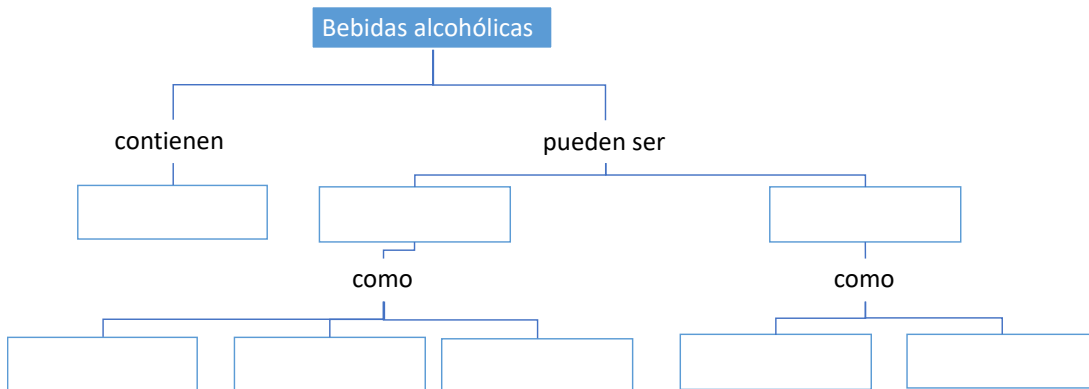 Bebidas alcohólicas
contienen
pueden ser
como
como